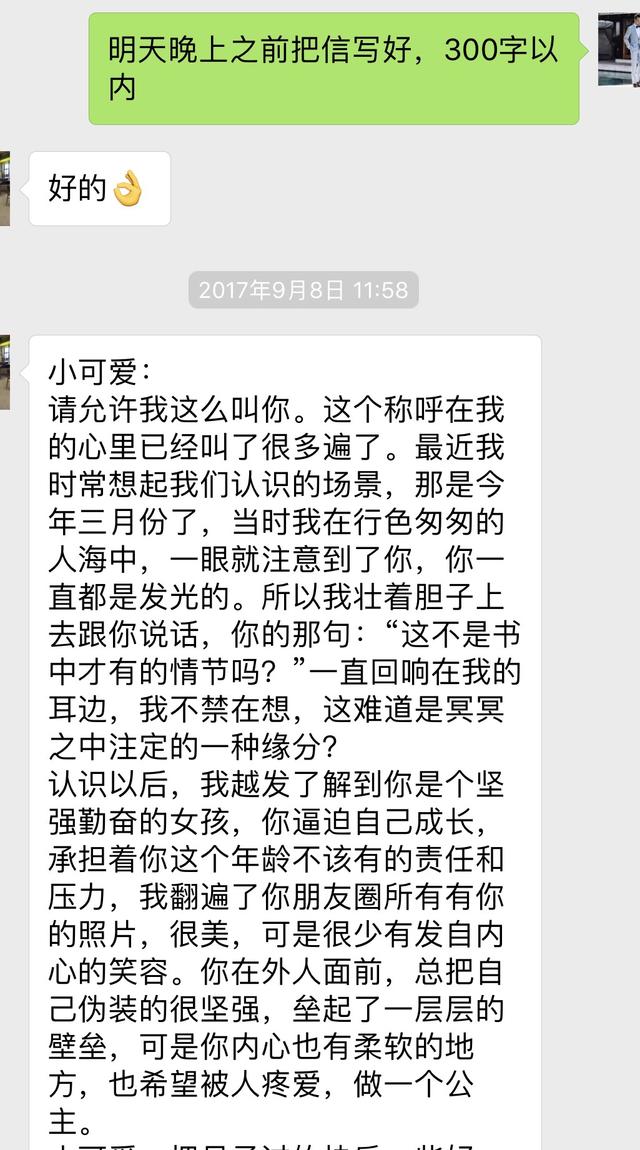 明天晚上之前把信写好，300字以
内
好的👌
2017年9月8日 11:58
小可爱：
请允许我这么叫你。这个称呼在我
的心里已经叫了很多遍了。最近我
时常想起我们认识的场景，那是今
年三月份了，当时我在行色匆匆的
人海中，一眼就注意到了你，你一
直都是发光的。所以我壮着胆子上
去跟你说话，你的那句：“这不是书
中才有的情节吗？”一直回响在我的
耳边，我不禁在想，这难道是冥冥
之中注定的一种缘分？
认识以后，我越发了解到你是个坚
强勤奋的女孩，你逼迫自己成长，
承担着你这个年龄不该有的责任和
压力，我翻遍了你朋友圈所有有你
的照片，很美，可是很少有发自内
心的笑容。你在外人面前，总把自
己伪装的很坚强，垒起了一层层的
壁垒，可是你内心也有柔软的地
方，也希望被人疼爱，做一个公
主。